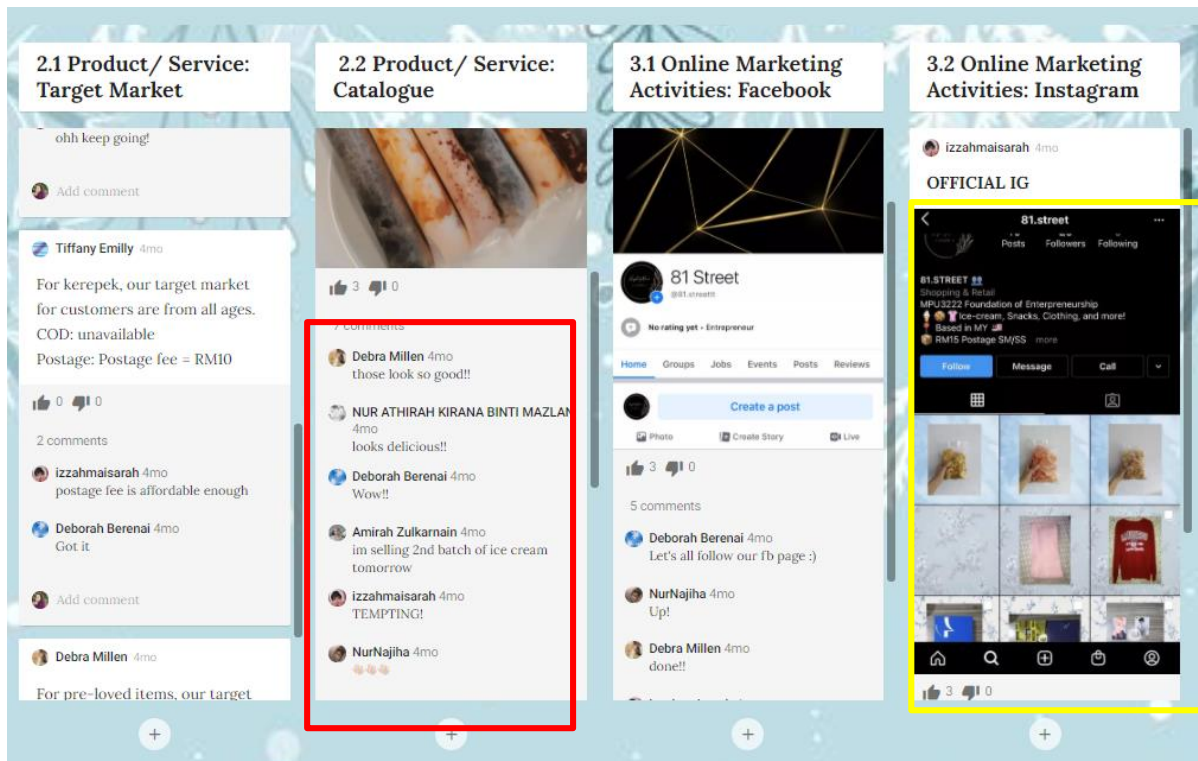 2.1 Product/ Service:
Target Market
ohh keep going!
Add comment
Tiffany Emilly 4mo
For kerepek, our target market
for customers are from all ages.
COD: unavailable
Postage: Postage fee = RM10
0 0
2 comments
izzahmaisarah 4mo
postage fee is affordable enough
Deborah Berenai 4mo
Got it
Add comment
Debra Millen 4mo
For pre-loved items, our target
2.2 Product/ Service:
Catalogue
3 0
7 comments
Debra Millen 4mo
those look so good!!
NUR ATHIRAH KIRANA BINTI MAZLAN
4mo
looks delicious!!
Deborah Berenai 4mo
Wow!!
Amirah Zulkarnain 4mo
im selling 2nd batch of ice cream
tomorrow
izzahmaisarah 4mo
TEMPTING!
NurNajiha 4mo
👏🏻👏🏻👏🏻
3.1 Online Marketing
Activities: Facebook
81 Street
@81.streett
No rating yet - Entrepreneur
Home Groups Jobs Events Posts Reviews
Create a post
Photo Create Story Live
3 0
5 comments
Deborah Berenai 4mo
Let's all follow our fb page :)
NurNajiha 4mo
Up!
Debra Millen 4mo
done!!
3.2 Online Marketing
Activities: Instagram
izzahmaisarah 4mo
OFFICIAL IG
81.street
Posts Followers Following
81.STREET 👥
Shopping & Retail
MPU3222 Foundation of Enterpreneurship
🍦🍪👚Ice-cream, Snacks, Clothing, and more!
📍 Based in MY 🇲🇾
📦 RM15 Postage SM/SS more
Follow Message Call
3 0